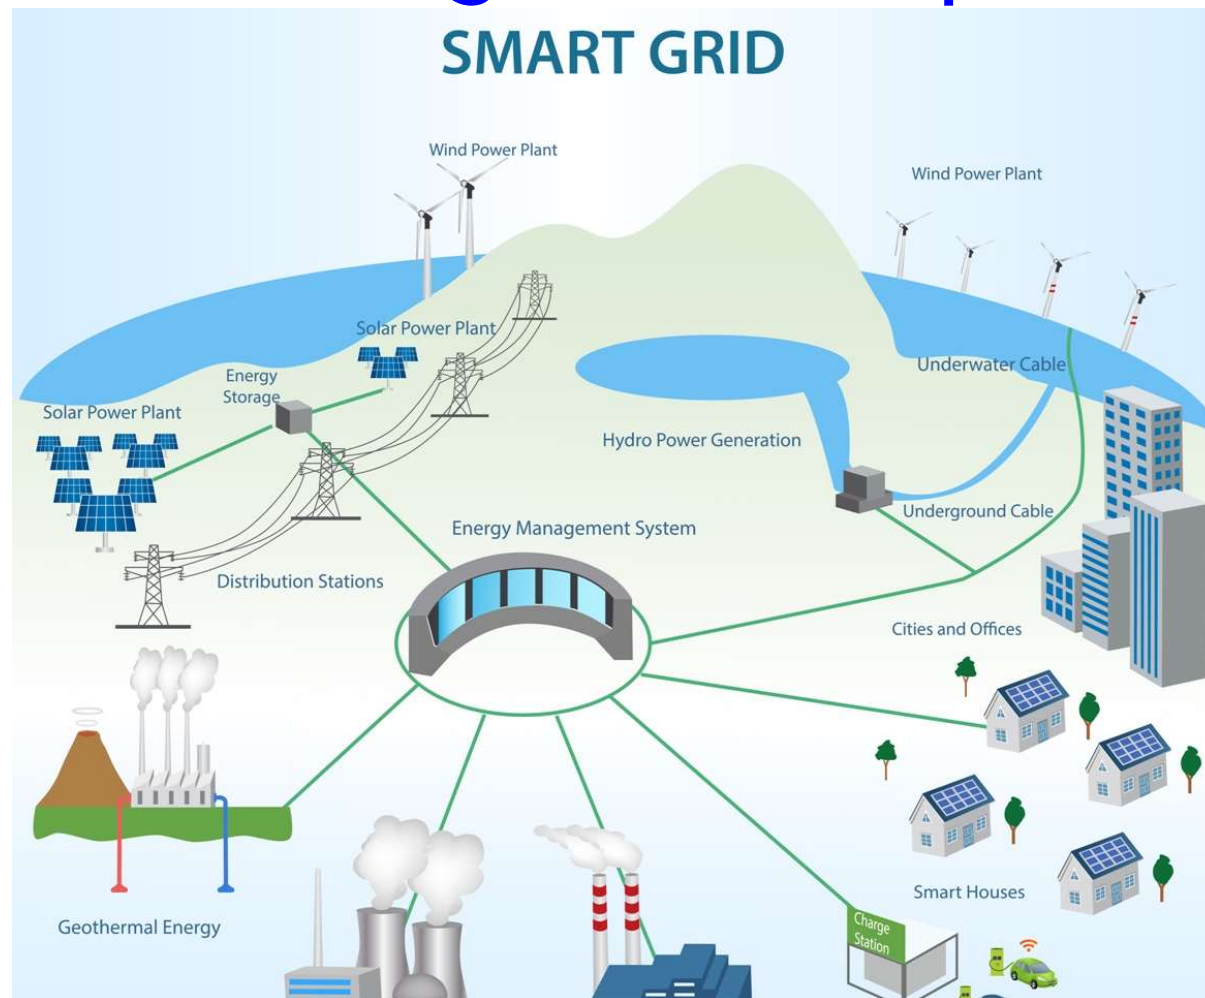 SMART GRID
Wind Power Plant
Wind Power Plant
Solar Power Plant
Underwater Cable
Energy
Storage
Solar Power Plant
Hydro Power Generation
Underground Cable
Energy Management System
Distribution Stations
Cities and Offices
Smart Houses
Geothermal Energy
Charge
Station